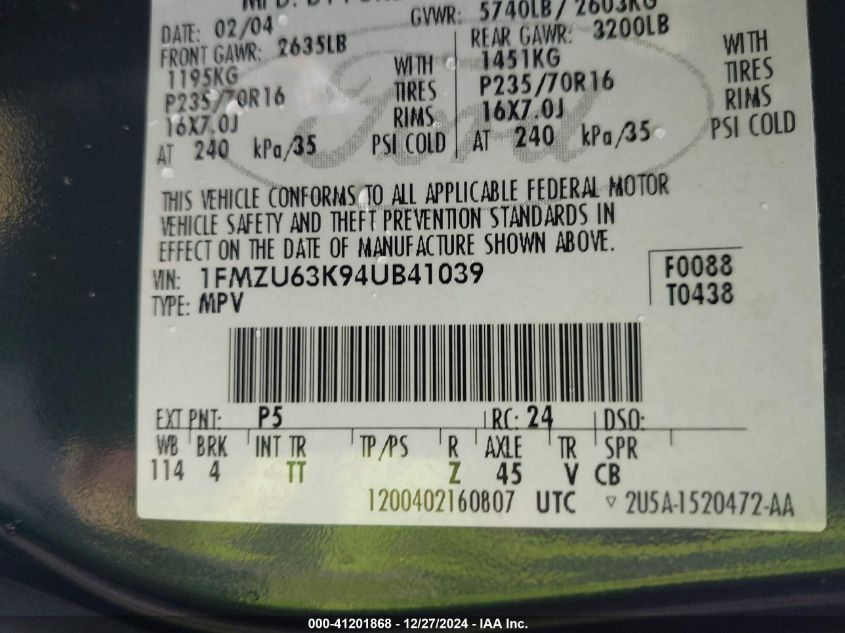 GVWR: 5740LB/ 2603KG
DATE: 02/04
FRONT GAWR: 2635LB
1195KG WITH
P235/70R16 TIRES
16X7.0J RIMS
AT 240 kPa/35 PSI COLD
REAR GAWR: 3200LB
1451KG WITH
P235/70R16 TIRES
16X7.0J RIMS
AT 240 kPa/35 PSI COLD
Ford
THIS VEHICLE CONFORMS TO ALL APPLICABLE FEDERAL MOTOR
VEHICLE SAFETY AND THEFT PREVENTION STANDARDS IN
EFFECT ON THE DATE OF MANUFACTURE SHOWN ABOVE.
VIN: 1FMZU63K94UB41039
TYPE: MPV
F0088
T0438
EXT PNT: P5 RC: 24 DSO:
WB BRK INT TR TP/PS R AXLE TR SPR
114 4 TT Z 45 V CB
1200402160807 UTC ▽ 2U5A-1520472-AA
000-41201868 • 12/27/2024 - IAA Inc.